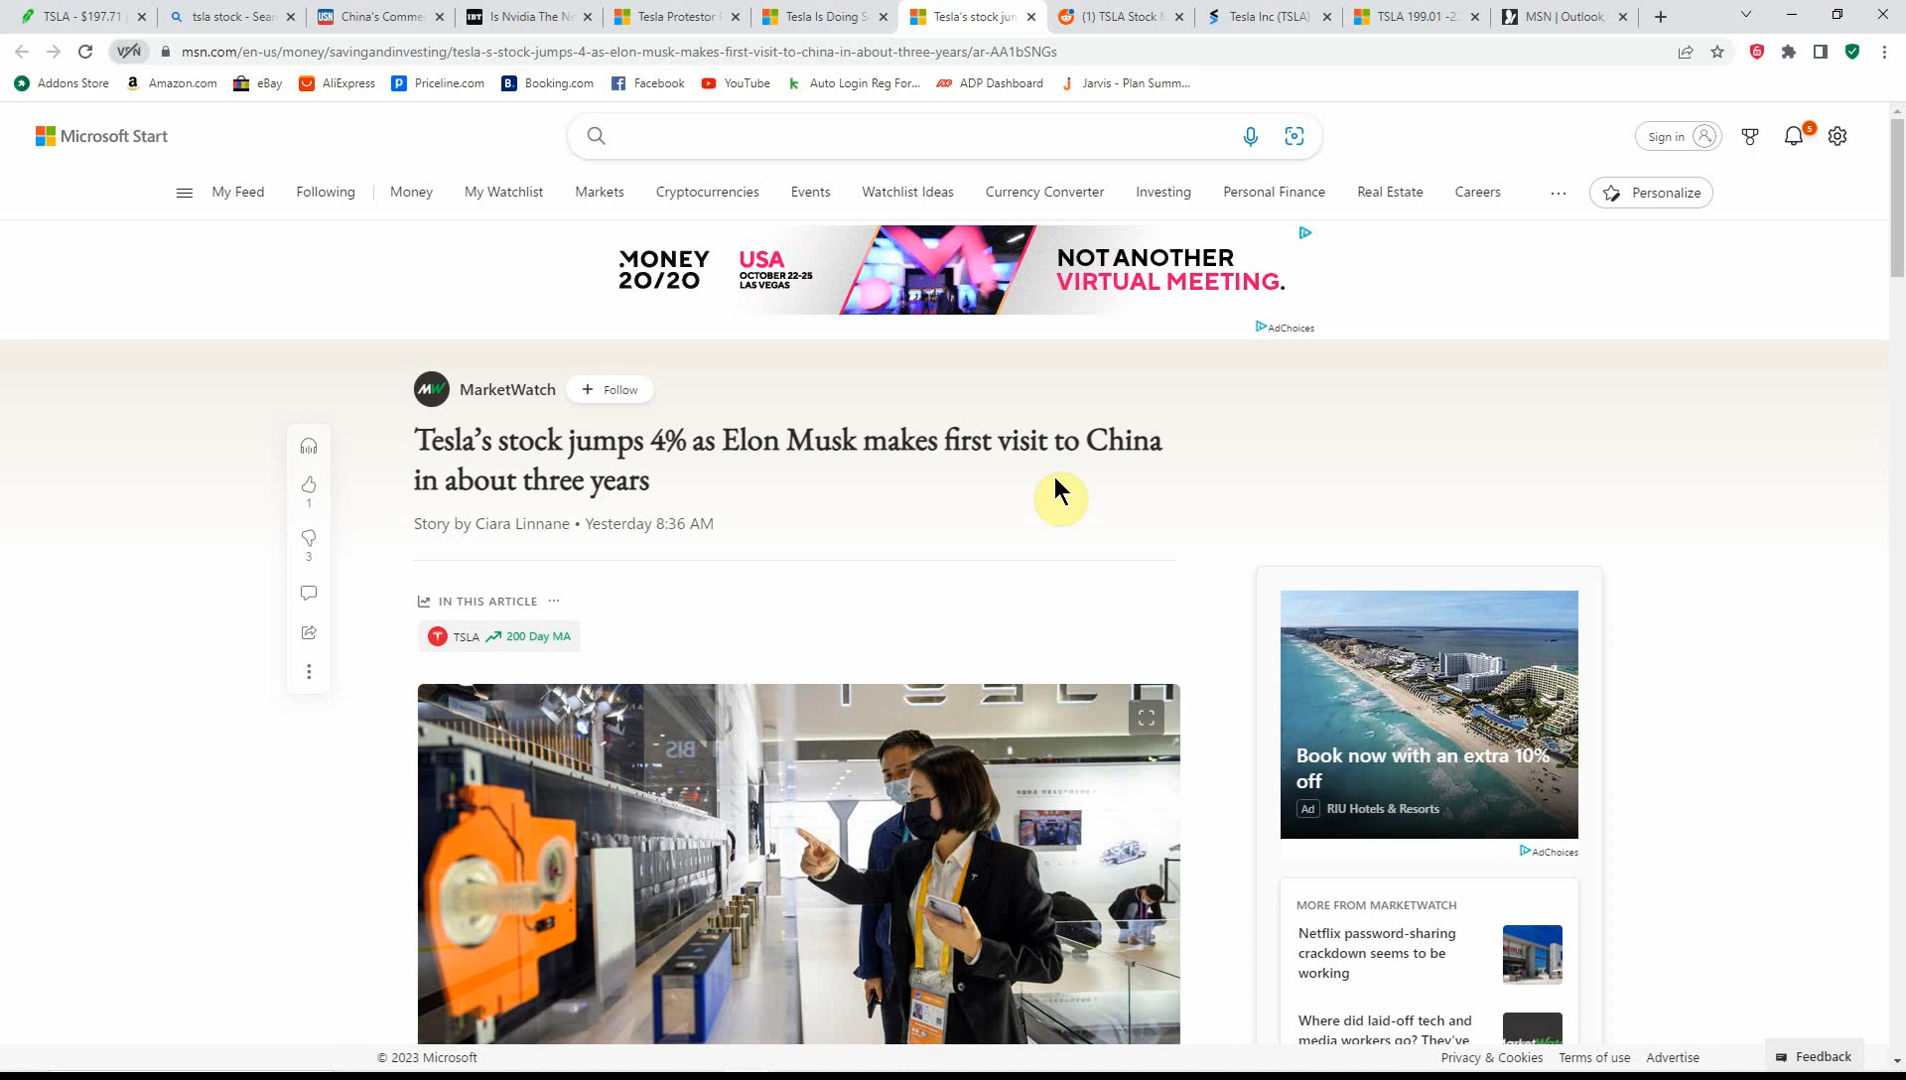 TSLA - $197.71
tsla stock - Sear
China's Comme
Is Nvidia The Ne
Tesla Protestor
Tesla Is Doing S
Tesla's stock jun
(1) TSLA Stock
Tesla Inc (TSLA)
TSLA 199.01 -2
MSN | Outlook
VPN
msn.com/en-us/money/savingandinvesting/tesla-s-stock-jumps-4-as-elon-musk-makes-first-visit-to-china-in-about-three-years/ar-AA1bSNGs
Addons Store
Amazon.com
eBay
AliExpress
Priceline.com
Booking.com
Facebook
YouTube
Auto Login Reg For...
ADP Dashboard
Jarvis - Plan Summ...
Microsoft Start
Sign in
5
My Feed
Following
Money
My Watchlist
Markets
Cryptocurrencies
Events
Watchlist Ideas
Currency Converter
Investing
Personal Finance
Real Estate
Careers
Personalize
MONEY
20/20
USA
OCTOBER 22-25
LAS VEGAS
NOT ANOTHER
VIRTUAL MEETING.
AdChoices
MW
MarketWatch
+ Follow
Tesla's stock jumps 4% as Elon Musk makes first visit to China
in about three years
Story by Ciara Linnane • Yesterday 8:36 AM
1
3
IN THIS ARTICLE ...
TSLA
200 Day MA
BIS
Book now with an extra 10%
off
Ad
RIU Hotels & Resorts
AdChoices
MORE FROM MARKETWATCH
Netflix password-sharing
crackdown seems to be
working
Where did laid-off tech and
media workers go? They've
© 2023 Microsoft
Privacy & Cookies
Terms of use
Advertise
Feedback